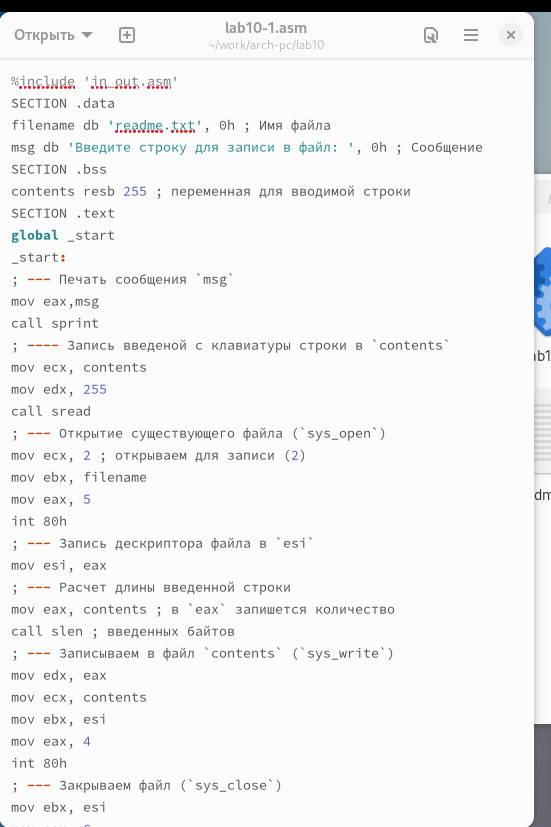 Открыть
lab10-1.asm
~/work/arch-pc/lab10
%include 'in_out.asm'
SECTION .data
filename db 'readme.txt', 0h ; Имя файла
msg db 'Введите строку для записи в файл: ', 0h ; Сообщение
SECTION .bss
contents resb 255 ; переменная для вводимой строки
SECTION .text
global _start
_start:
; --- Печать сообщения `msg`
mov eax,msg
call sprint
; ---- Запись введеной с клавиатуры строки в `contents`
mov ecx, contents
mov edx, 255
call sread
; --- Открытие существующего файла (`sys_open`)
mov ecx, 2 ; открываем для записи (2)
mov ebx, filename
mov eax, 5
int 80h
; --- Запись дескриптора файла в `esi`
mov esi, eax
; --- Расчет длины введенной строки
mov eax, contents ; в `eax` запишется количество
call slen ; введенных байтов
; --- Записываем в файл `contents` (`sys_write`)
mov edx, eax
mov ecx, contents
mov ebx, esi
mov eax, 4
int 80h
; --- Закрываем файл (`sys_close`)
mov ebx, esi